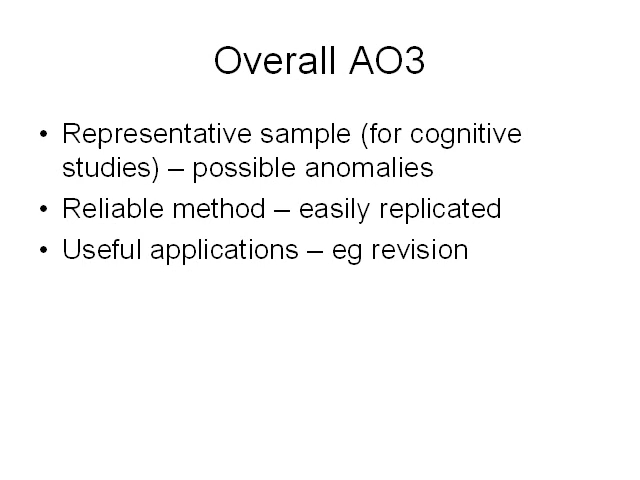 Overall AO3
• Representative sample (for cognitive
studies) – possible anomalies
• Reliable method – easily replicated
• Useful applications – eg revision